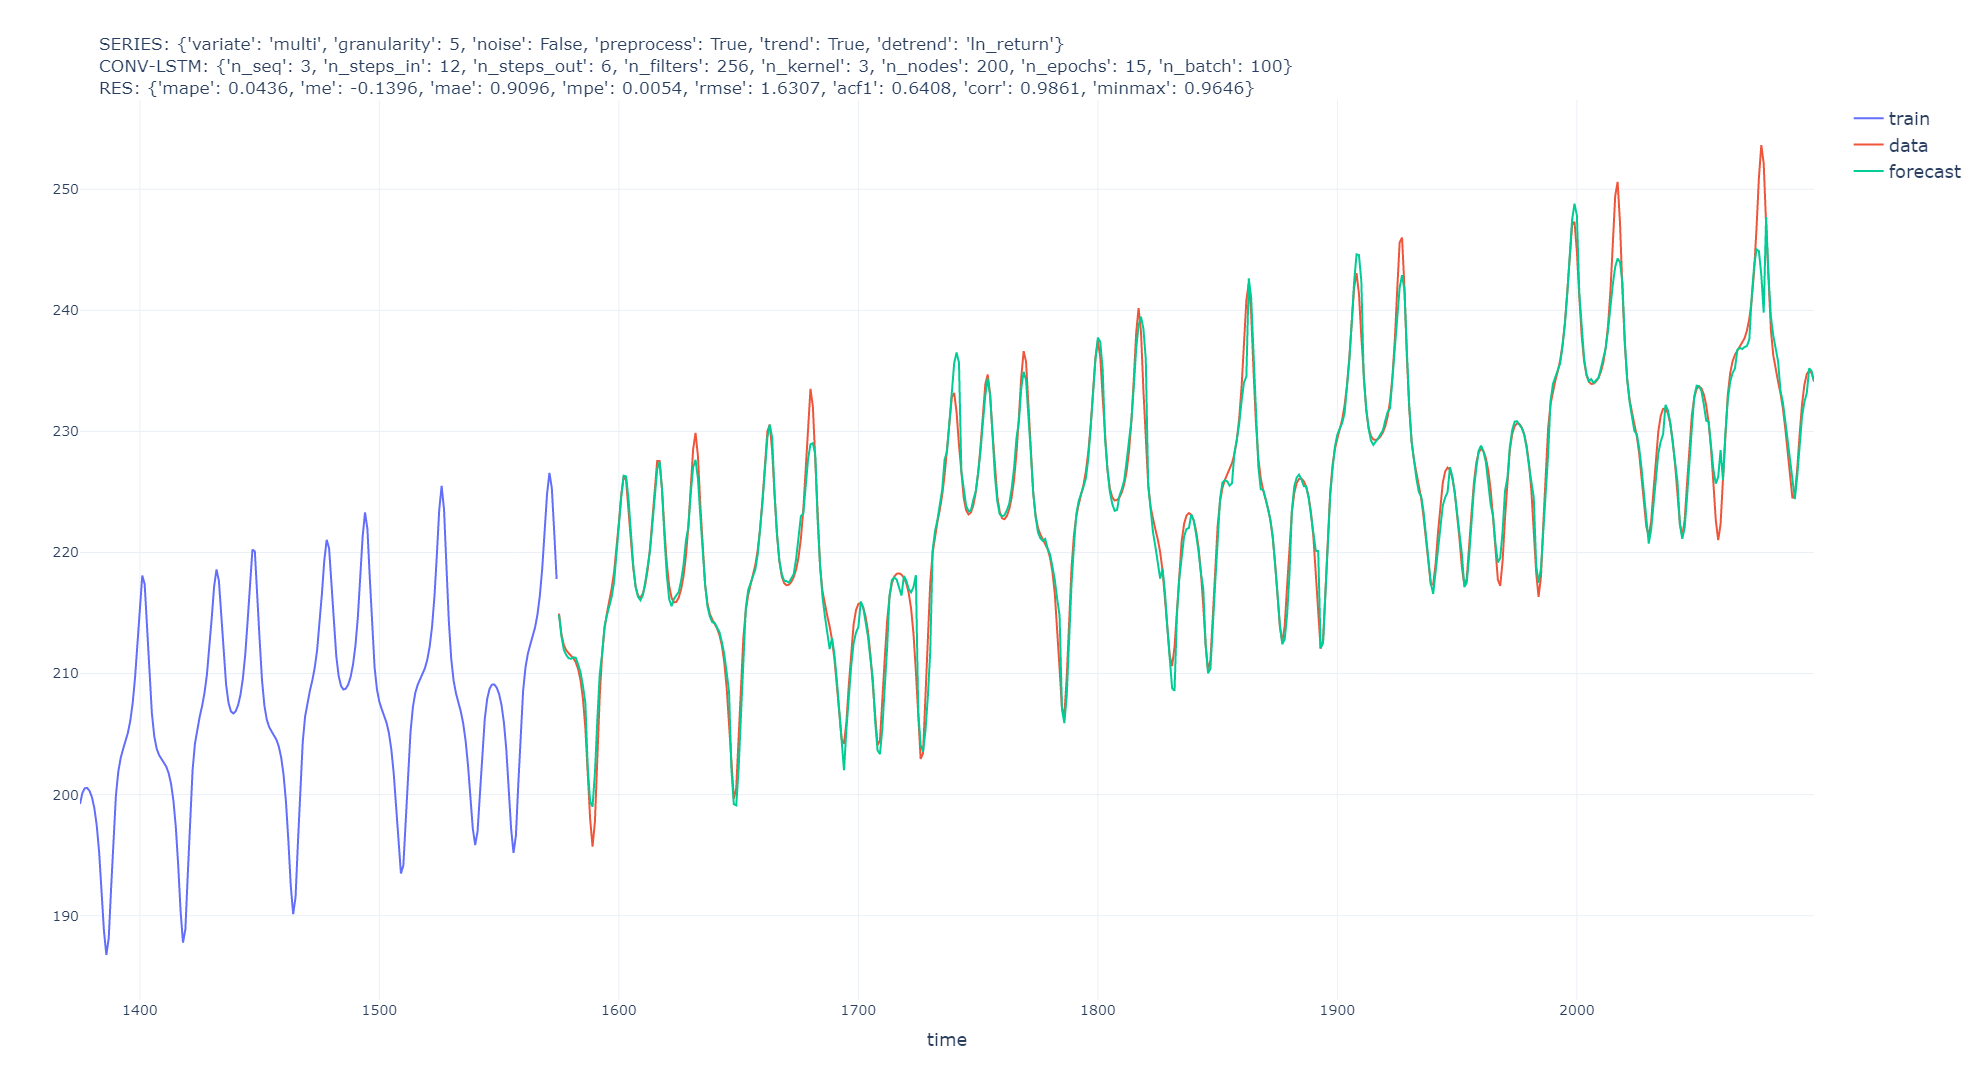 SERIES: {'variate': 'multi', 'granularity': 5, 'noise': False, 'preprocess': True, 'trend': True, 'detrend': 'ln_return'}
CONV-LSTM: {'n_seq': 3, 'n_steps_in': 12, 'n_steps_out': 6, 'n_filters': 256, 'n_kernel': 3, 'n_nodes': 200, 'n_epochs': 15, 'n_batch': 100}
RES: {'mape': 0.0436, 'me': -0.1396, 'mae': 0.9096, 'mpe': 0.0054, 'rmse': 1.6307, 'acf1': 0.6408, 'corr': 0.9861, 'minmax': 0.9646}
train
data
forecast
250
240
230
220
210
200
190
1400 1500 1600 1700 1800 1900 2000
time